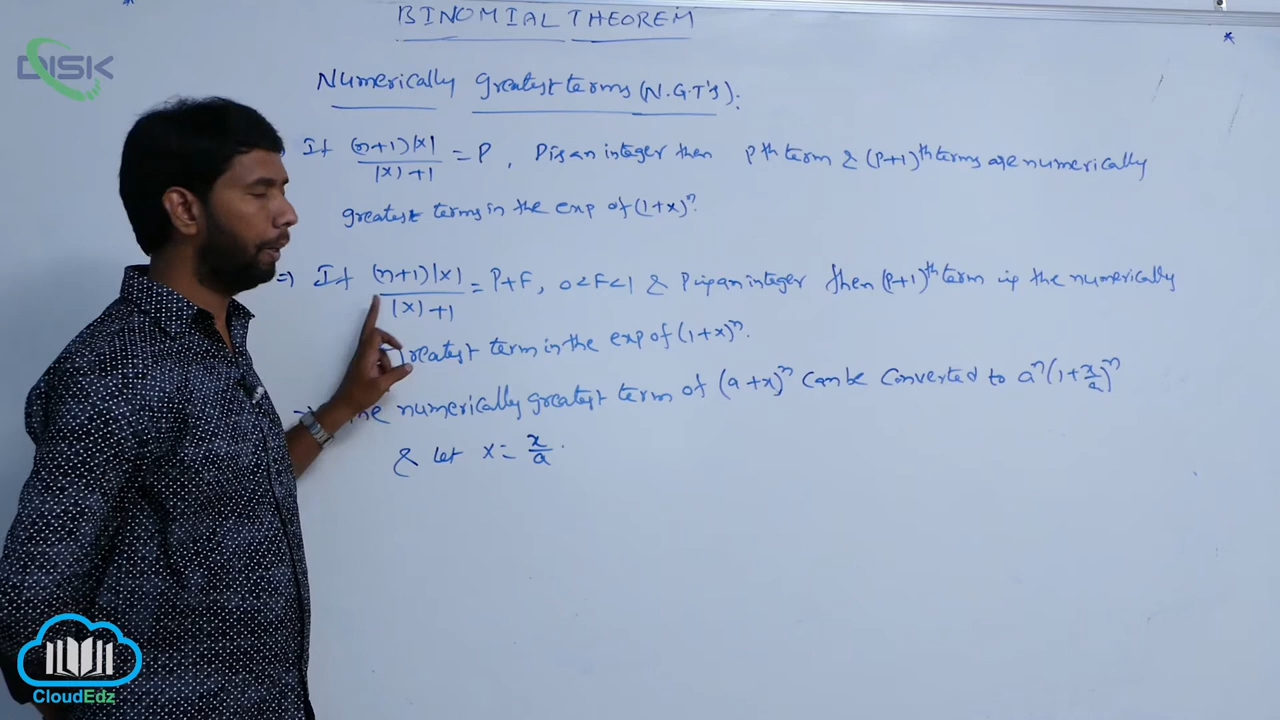 BINOMIAL THEOREM
DISK
Numerically greatest terms (N.G.T's):
If (n+1)|x| / |x|+1 = P, P is an integer then pth term & (P+1)th terms are numerically
greatest terms in the exp of (1+x)^n.
⇒ If (n+1)|x| / |x|+1 = P+F, 0<F<1 & P is an integer then (P+1)th term is the numerically
greatest term in the exp of (1+x)^n.
numerically greatest term of (a+x)^n can be converted to a^n(1+x/a)^n
& let x = x/a.
CloudEdz